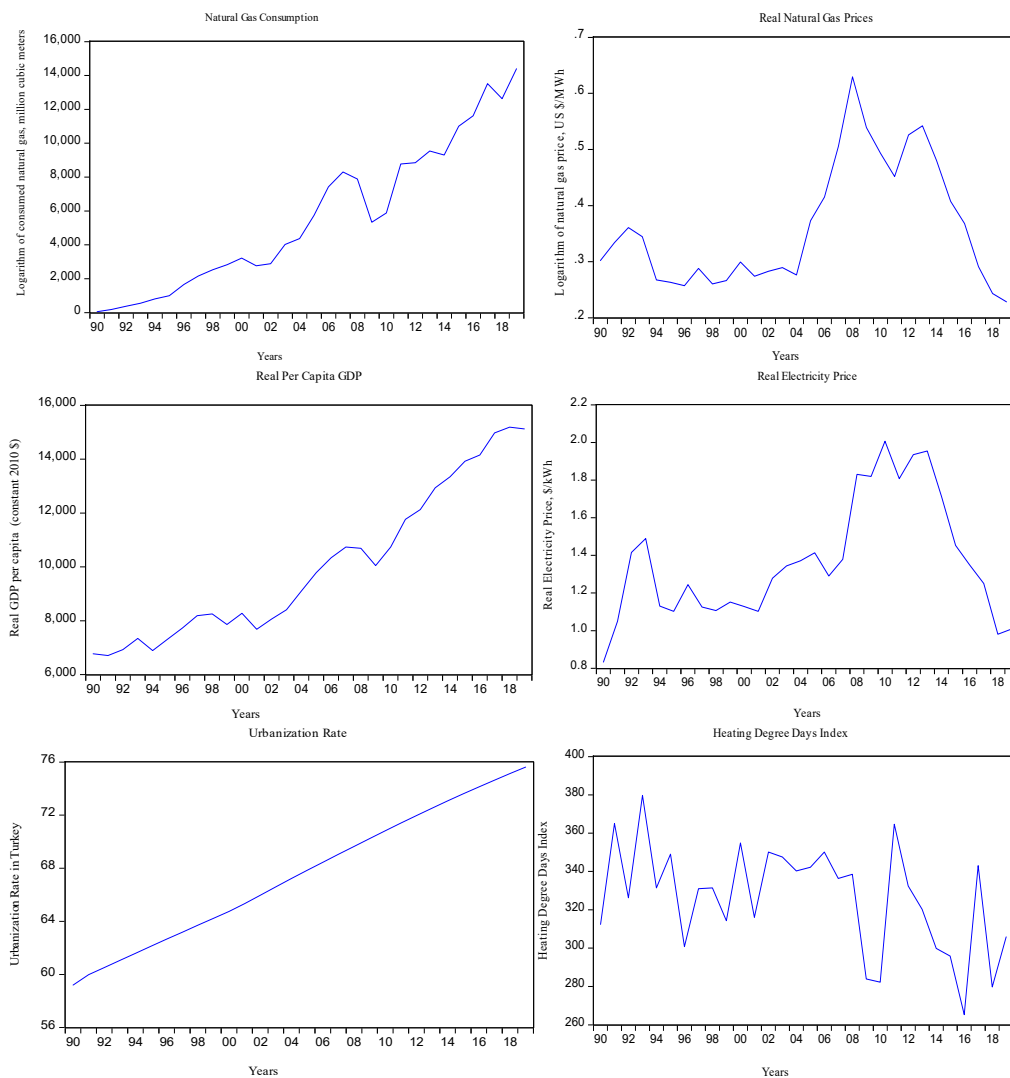 Natural Gas Consumption
Logarithm of consumed natural gas, million cubic meters
16,000
14,000
12,000
10,000
8,000
6,000
4,000
2,000
0
90 92 94 96 98 00 02 04 06 08 10 12 14 16 18
Years
Real Natural Gas Prices
Logarithm of natural gas price, US $/MWh
.7
.6
.5
.4
.3
.2
90 92 94 96 98 00 02 04 06 08 10 12 14 16 18
Years
Real Per Capita GDP
Real GDP per capita (constant 2010 $)
16,000
14,000
12,000
10,000
8,000
6,000
90 92 94 96 98 00 02 04 06 08 10 12 14 16 18
Years
Real Electricity Price
Real Electricity Price, $/kWh
2.2
2.0
1.8
1.6
1.4
1.2
1.0
0.8
90 92 94 96 98 00 02 04 06 08 10 12 14 16 18
Years
Urbanization Rate
Urbanization Rate in Turkey
76
72
68
64
60
56
90 92 94 96 98 00 02 04 06 08 10 12 14 16 18
Years
Heating Degree Days Index
Heating Degree Days Index
400
380
360
340
320
300
280
260
90 92 94 96 98 00 02 04 06 08 10 12 14 16 18
Years